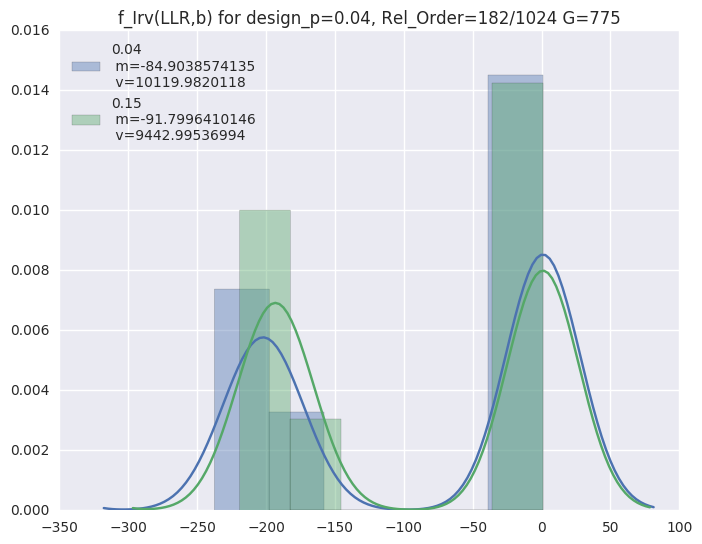 f_Irv(LLR,b) for design_p=0.04, Rel_Order=182/1024 G=775
0.016
0.014
0.012
0.010
0.008
0.006
0.004
0.002
0.000
0.04
m=-84.9038574135
v=10119.9820118
0.15
m=-91.7996410146
v=9442.99536994
−350 −300 −250 −200 −150 −100 −50 0 50 100